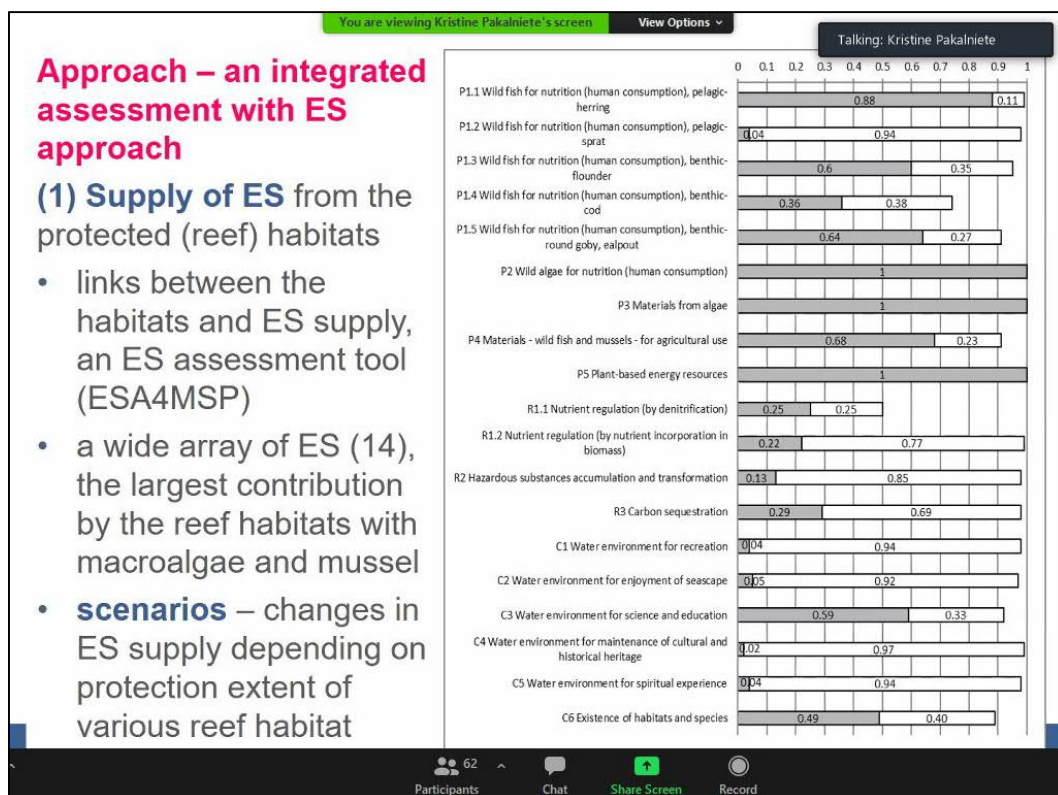 You are viewing Kristine Pakalniete's screen
View Options
Talking: Kristine Pakalniete
Approach – an integrated
assessment with ES
approach
(1) Supply of ES from the
protected (reef) habitats
• links between the
habitats and ES supply,
an ES assessment tool
(ESA4MSP)
• a wide array of ES (14),
the largest contribution
by the reef habitats with
macroalgae and mussel
• scenarios – changes in
ES supply depending on
protection extent of
various reef habitat
0 0.1 0.2 0.3 0.4 0.5 0.6 0.7 0.8 0.9 1
P1.1 Wild fish for nutrition (human consumption), pelagic-
herring
0.88 0.11
P1.2 Wild fish for nutrition (human consumption), pelagic-
sprat
0.04 0.94
P1.3 Wild fish for nutrition (human consumption), benthic-
flounder
0.6 0.35
P1.4 Wild fish for nutrition (human consumption), benthic-
cod
0.36 0.38
P1.5 Wild fish for nutrition (human consumption), benthic-
round goby, ealpout
0.64 0.27
P2 Wild algae for nutrition (human consumption)
1
P3 Materials from algae
1
P4 Materials - wild fish and mussels - for agricultural use
0.68 0.23
P5 Plant-based energy resources
1
R1.1 Nutrient regulation (by denitrification)
0.25 0.25
R1.2 Nutrient regulation (by nutrient incorporation in
biomass)
0.22 0.77
R2 Hazardous substances accumulation and transformation
0.13 0.85
R3 Carbon sequestration
0.29 0.69
C1 Water environment for recreation
0.04 0.94
C2 Water environment for enjoyment of seascape
0.05 0.92
C3 Water environment for science and education
0.59 0.33
C4 Water environment for maintenance of cultural and
historical heritage
0.02 0.97
C5 Water environment for spiritual experience
0.04 0.94
C6 Existence of habitats and species
0.49 0.40
62
Participants Chat Share Screen Record